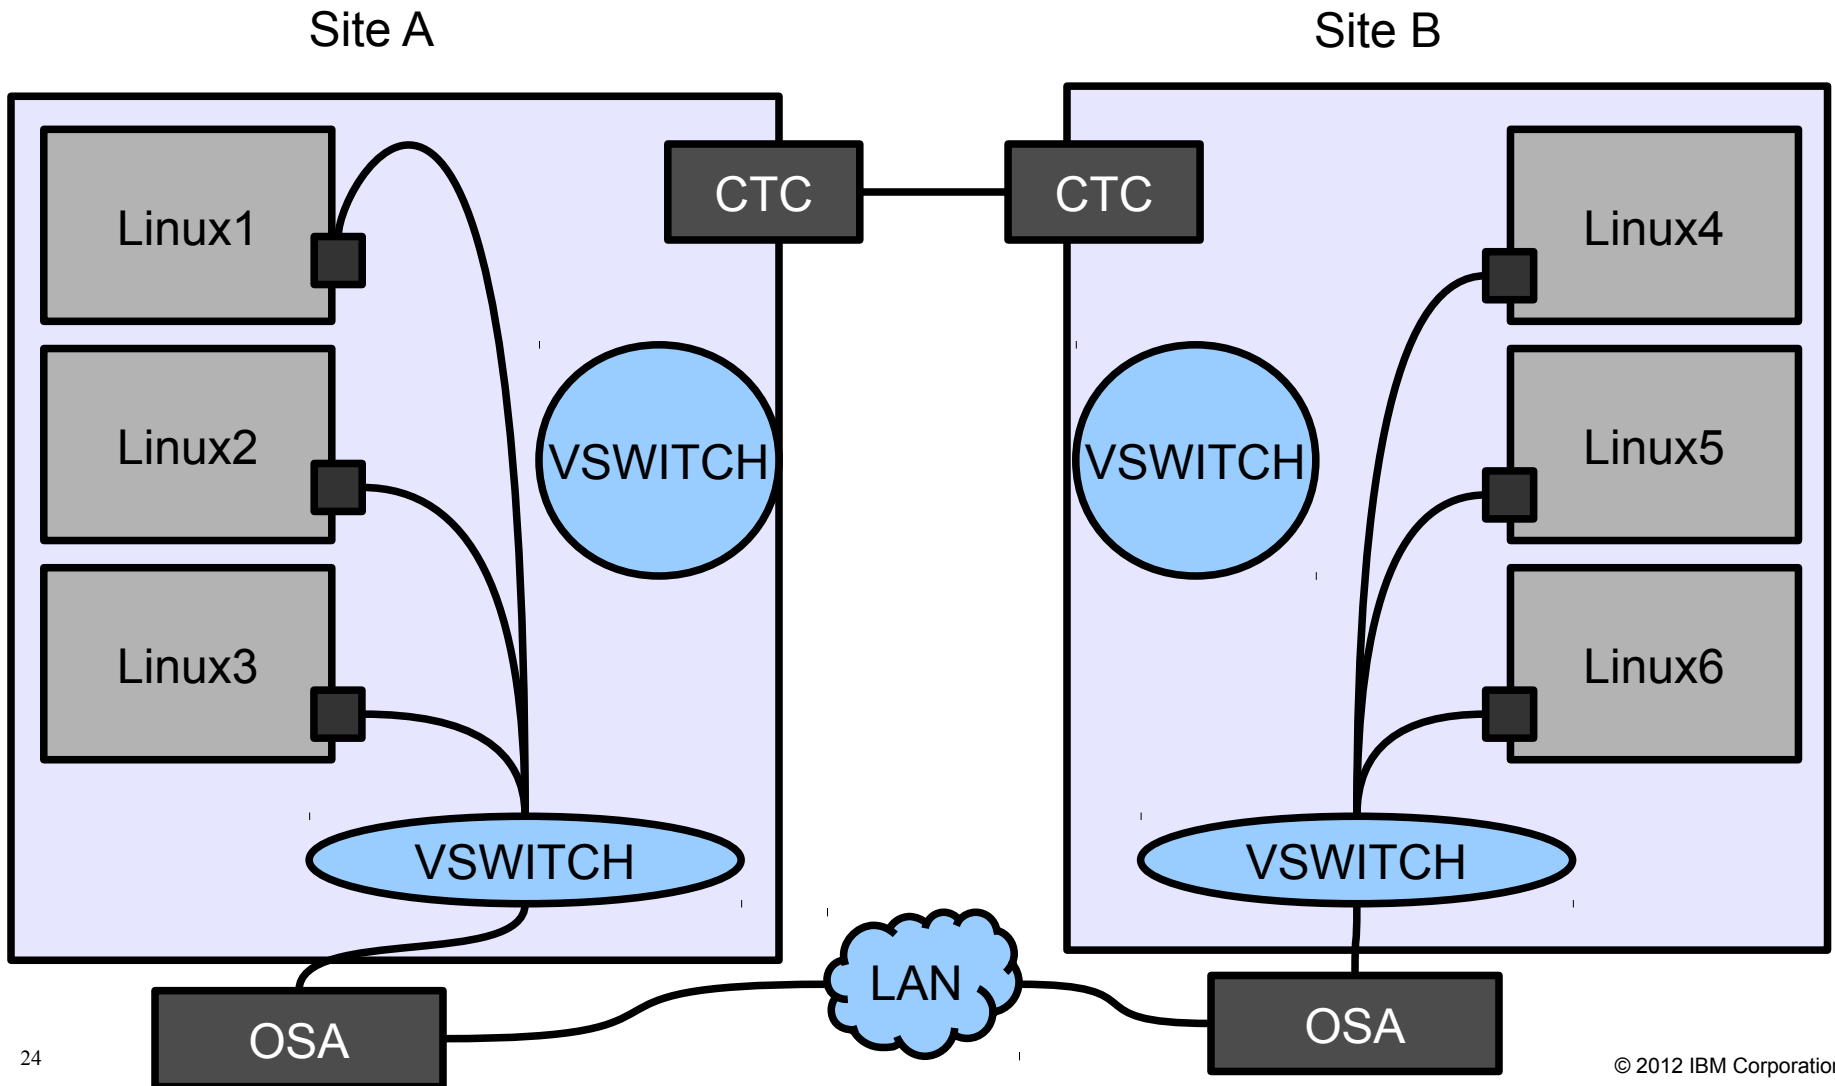 Site A
Site B
CTC
CTC
Linux1
Linux4
VSWITCH
VSWITCH
Linux2
Linux5
Linux3
Linux6
VSWITCH
VSWITCH
LAN
OSA
OSA
24
© 2012 IBM Corporation